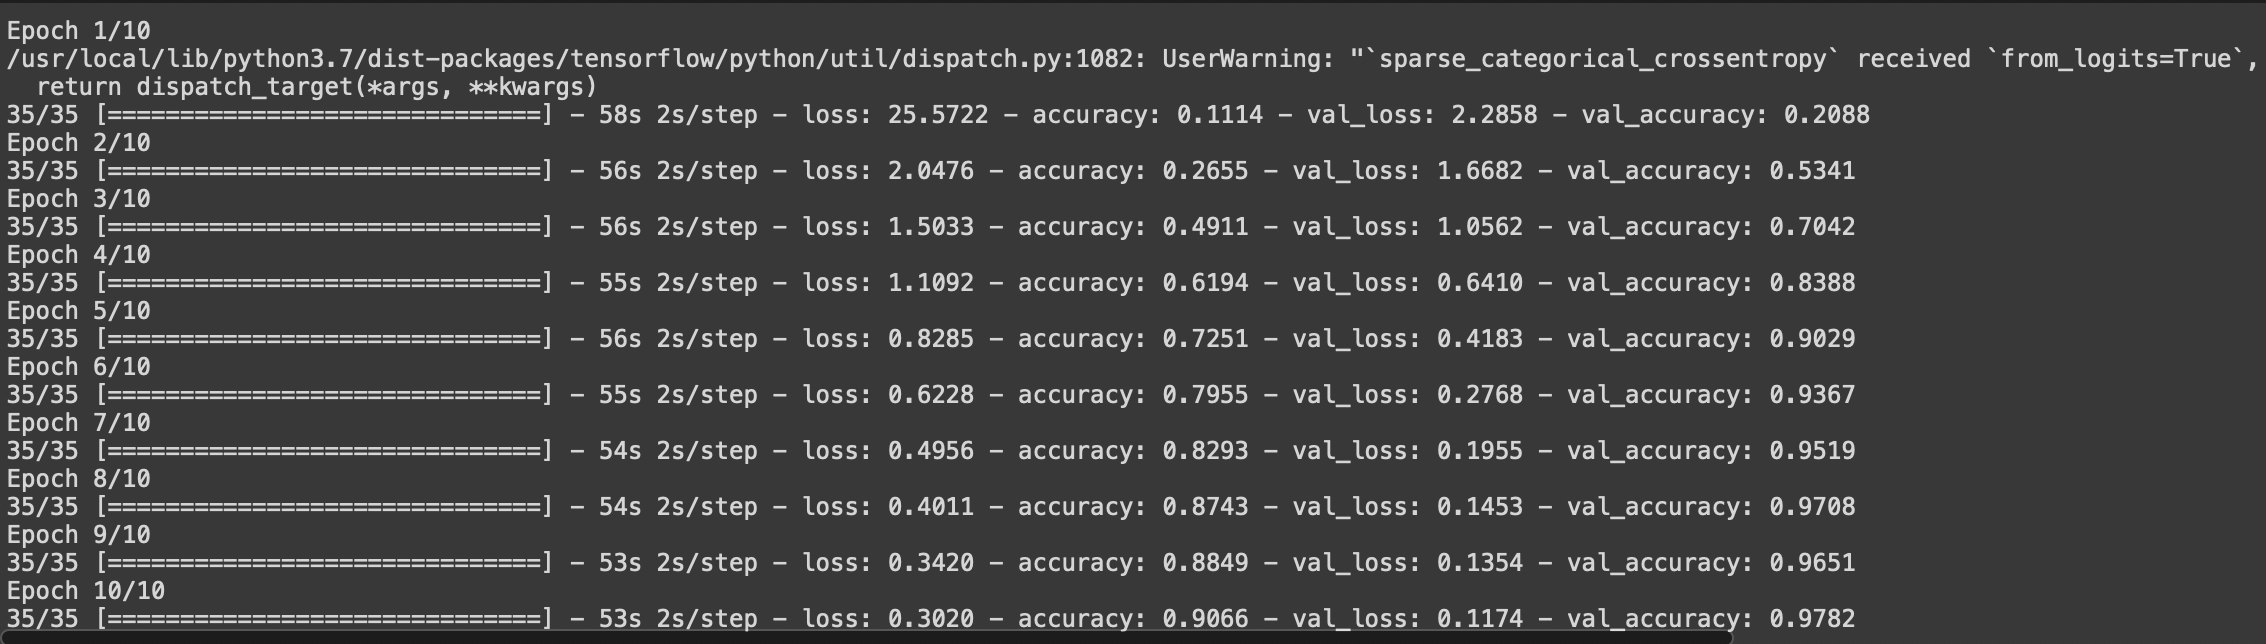 Epoch 1/10
/usr/local/lib/python3.7/dist-packages/tensorflow/python/util/dispatch.py:1082: UserWarning: "`sparse_categorical_crossentropy` received `from_logits=True`,
  return dispatch_target(*args, **kwargs)
35/35 [==============================] - 58s 2s/step - loss: 25.5722 - accuracy: 0.1114 - val_loss: 2.2858 - val_accuracy: 0.2088
Epoch 2/10
35/35 [==============================] - 56s 2s/step - loss: 2.0476 - accuracy: 0.2655 - val_loss: 1.6682 - val_accuracy: 0.5341
Epoch 3/10
35/35 [==============================] - 56s 2s/step - loss: 1.5033 - accuracy: 0.4911 - val_loss: 1.0562 - val_accuracy: 0.7042
Epoch 4/10
35/35 [==============================] - 55s 2s/step - loss: 1.1092 - accuracy: 0.6194 - val_loss: 0.6410 - val_accuracy: 0.8388
Epoch 5/10
35/35 [==============================] - 56s 2s/step - loss: 0.8285 - accuracy: 0.7251 - val_loss: 0.4183 - val_accuracy: 0.9029
Epoch 6/10
35/35 [==============================] - 55s 2s/step - loss: 0.6228 - accuracy: 0.7955 - val_loss: 0.2768 - val_accuracy: 0.9367
Epoch 7/10
35/35 [==============================] - 54s 2s/step - loss: 0.4956 - accuracy: 0.8293 - val_loss: 0.1955 - val_accuracy: 0.9519
Epoch 8/10
35/35 [==============================] - 54s 2s/step - loss: 0.4011 - accuracy: 0.8743 - val_loss: 0.1453 - val_accuracy: 0.9708
Epoch 9/10
35/35 [==============================] - 53s 2s/step - loss: 0.3420 - accuracy: 0.8849 - val_loss: 0.1354 - val_accuracy: 0.9651
Epoch 10/10
35/35 [==============================] - 53s 2s/step - loss: 0.3020 - accuracy: 0.9066 - val_loss: 0.1174 - val_accuracy: 0.9782